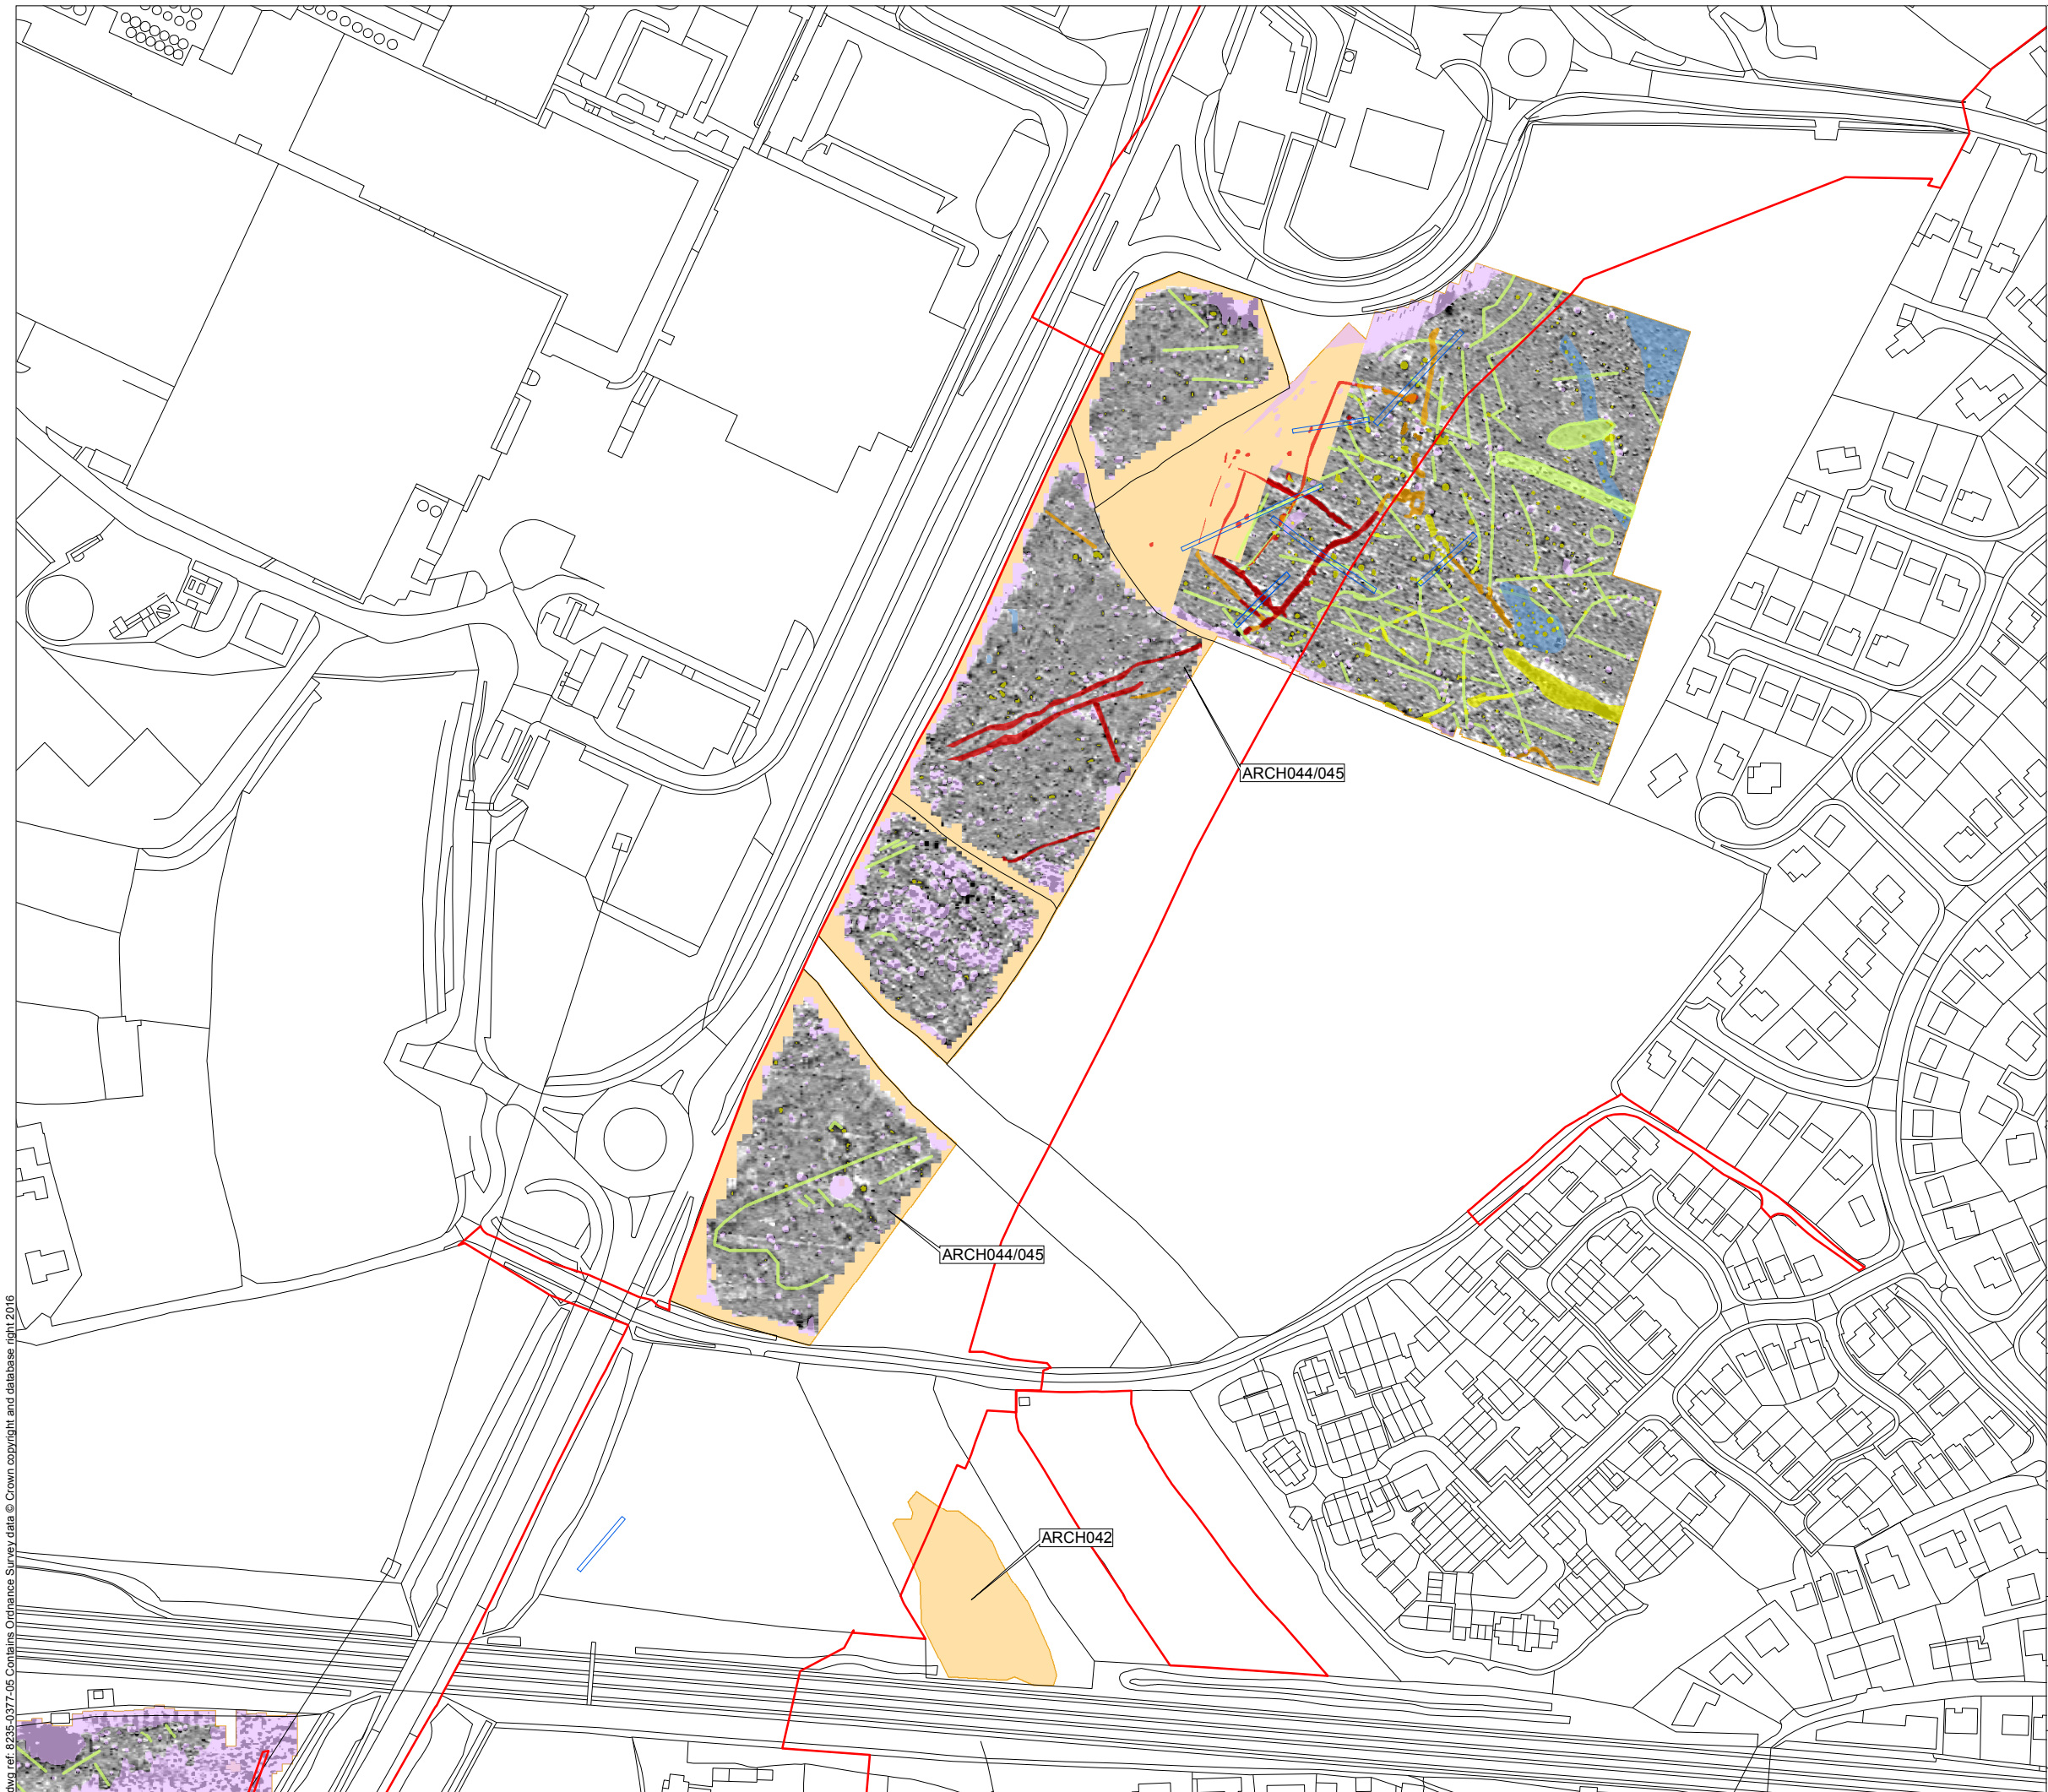 ARCH044/045
ARCH044/045
ARCH042
dwg ref: 8235-0377-05 Contains Ordnance Survey data © Crown copyright and database right 2016